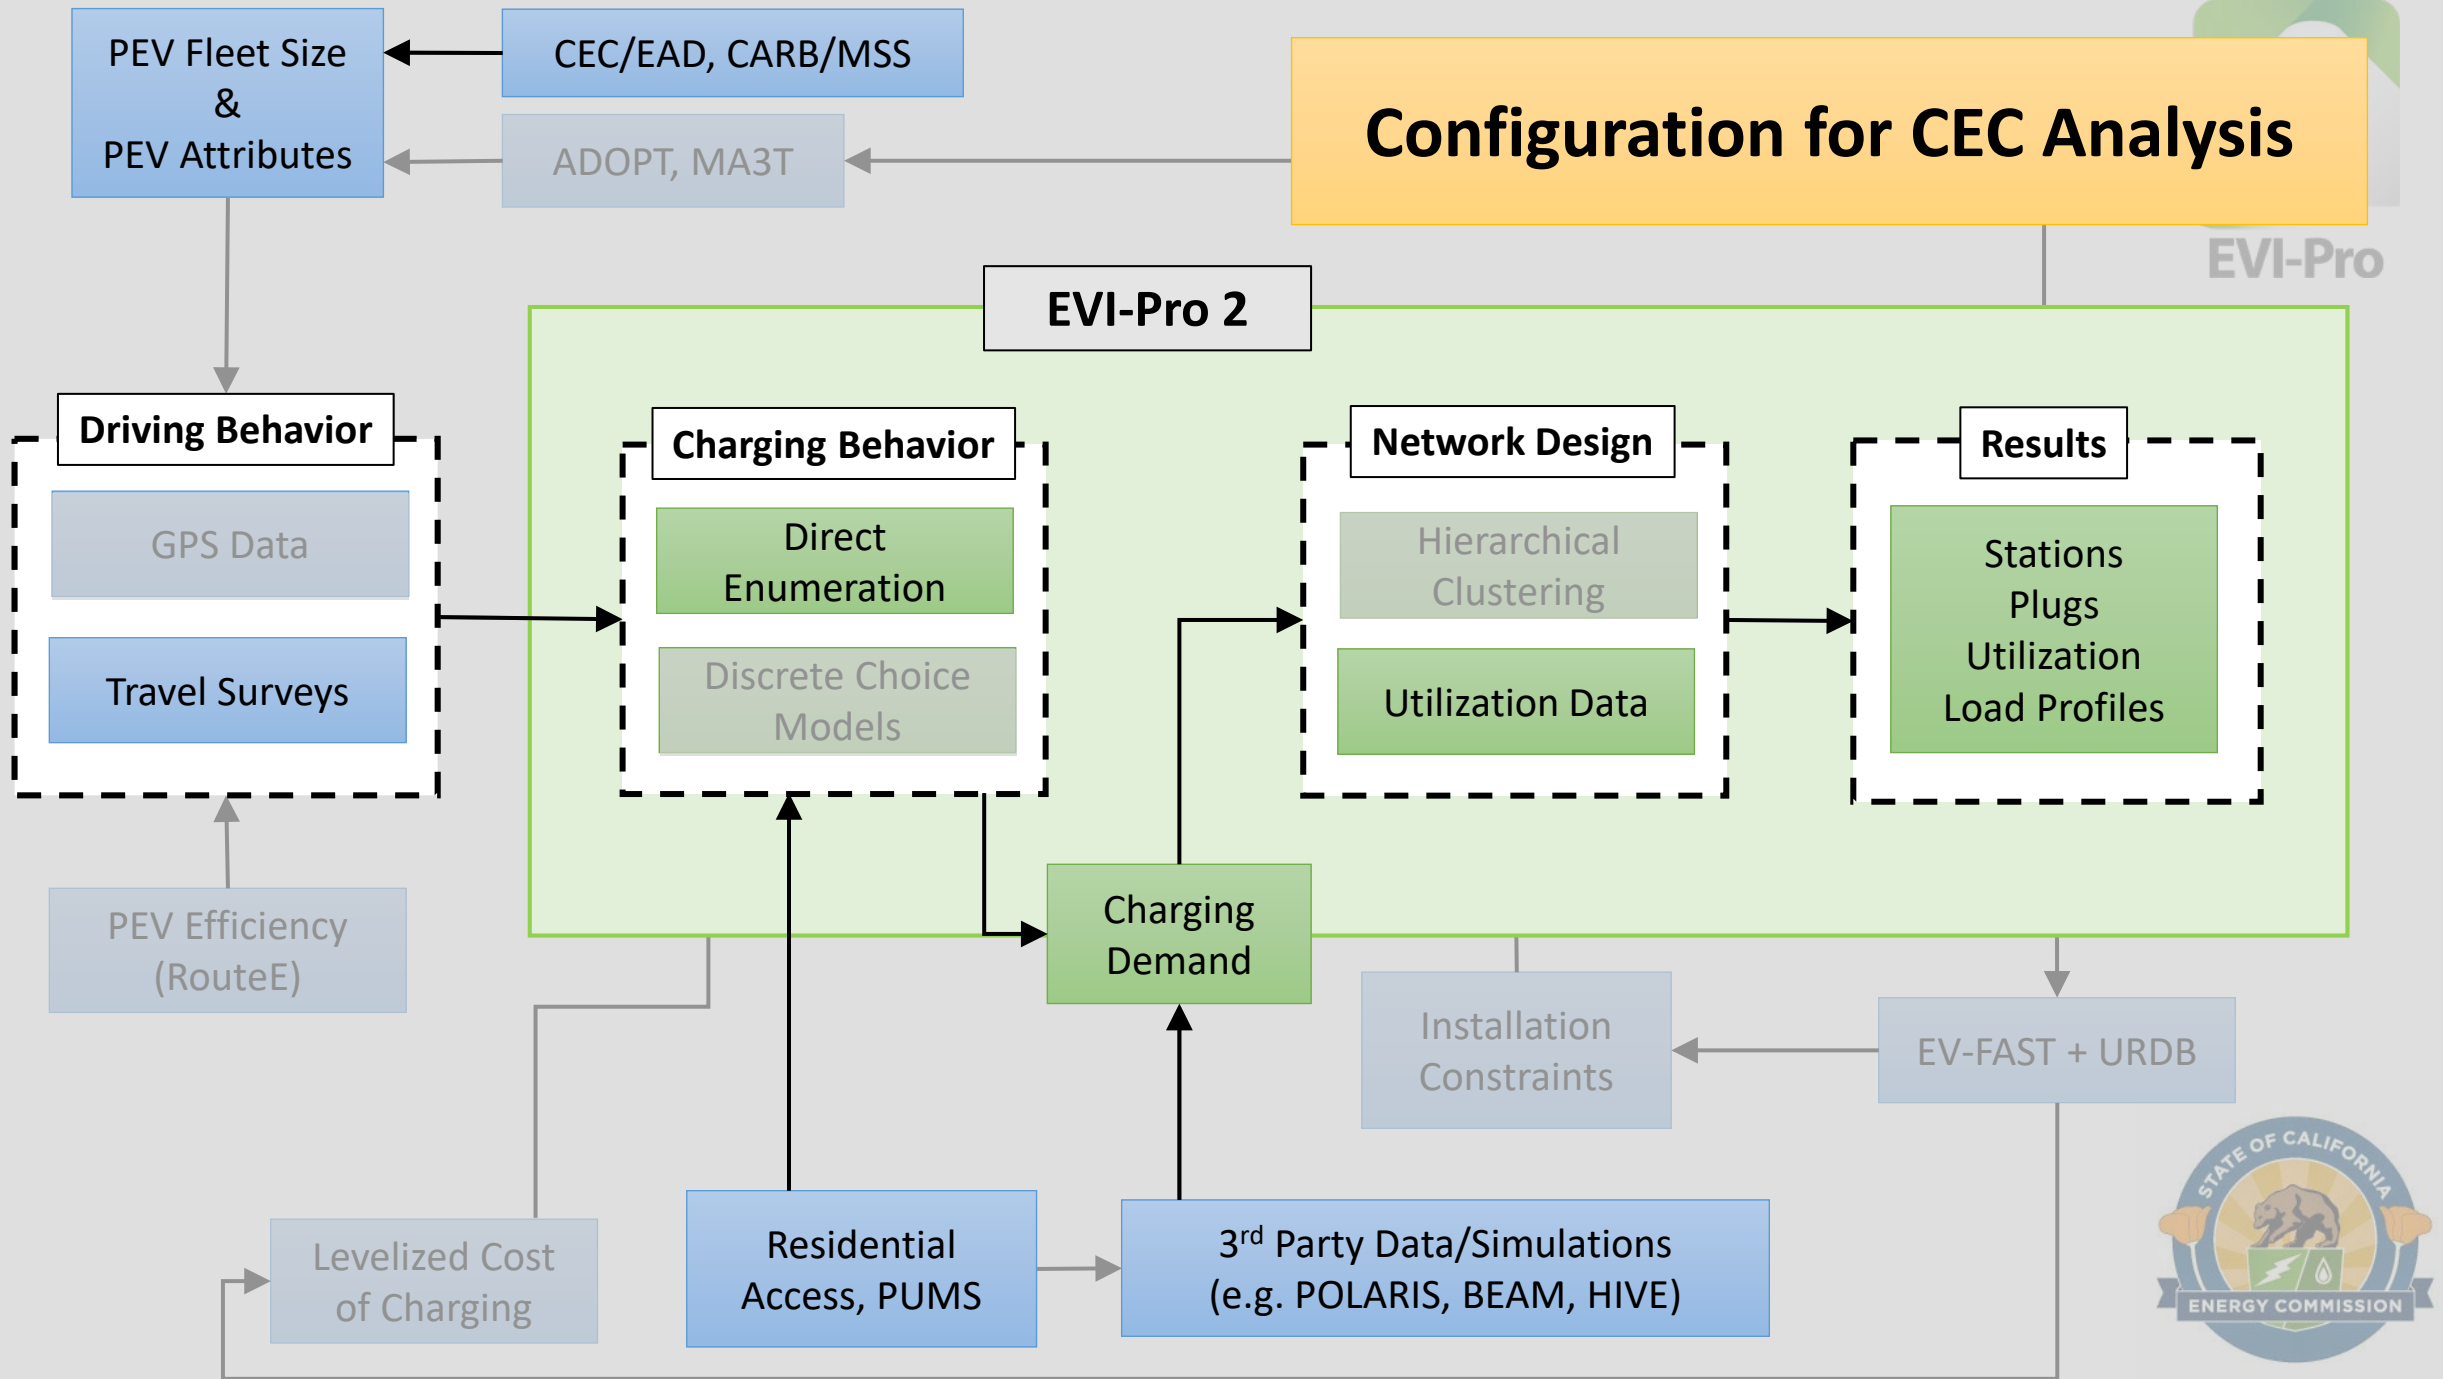 PEV Fleet Size
&
PEV Attributes
CEC/EAD, CARB/MSS
ADOPT, MA3T
Configuration for CEC Analysis
EVI-Pro
EVI-Pro 2
Driving Behavior
GPS Data
Travel Surveys
Charging Behavior
Direct
Enumeration
Discrete Choice
Models
Network Design
Hierarchical
Clustering
Utilization Data
Results
Stations
Plugs
Utilization
Load Profiles
PEV Efficiency
(RouteE)
Charging
Demand
Installation
Constraints
EV-FAST + URDB
Levelized Cost
of Charging
Residential
Access, PUMS
3rd Party Data/Simulations
(e.g. POLARIS, BEAM, HIVE)
STATE OF CALIFORNIA
ENERGY COMMISSION